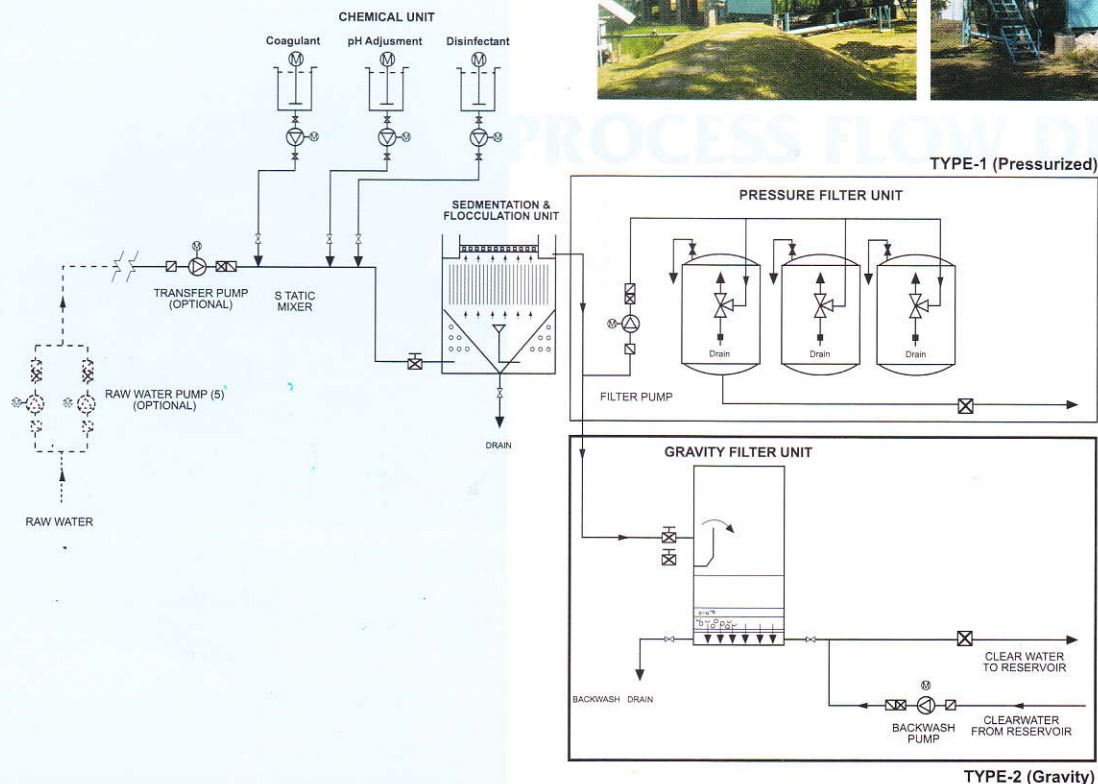 CHEMICAL UNIT
Coagulant
pH Adjusment
Disinfectant
M
M
M
M
M
M
PROCESS FLOW DI
TYPE-1 (Pressurized)
SEDMENTATION &
FLOCCULATION UNIT
PRESSURE FILTER UNIT
M
TRANSFER PUMP
(OPTIONAL)
S TATIC
MIXER
M
Drain
Drain
Drain
FILTER PUMP
M
M
RAW WATER PUMP (5)
(OPTIONAL)
DRAIN
RAW WATER
GRAVITY FILTER UNIT
CLEAR WATER
TO RESERVOIR
BACKWASH DRAIN
M
BACKWASH
PUMP
CLEARWATER
FROM RESERVOIR
TYPE-2 (Gravity)